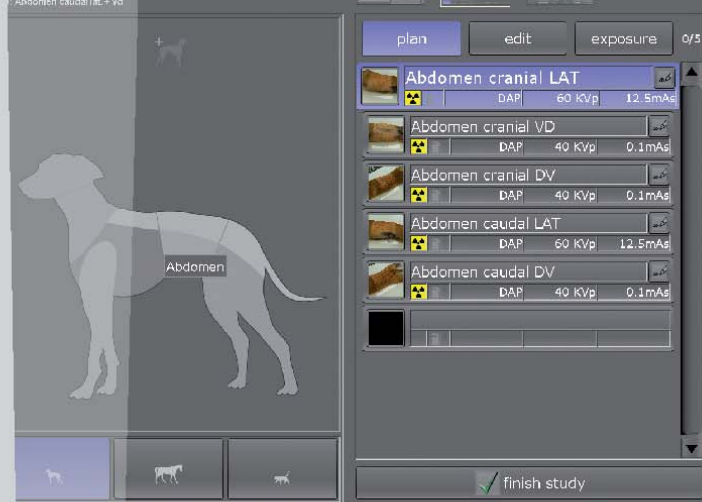 Abdomen caudal lat. + vd
plan
edit
exposure
0/5
Abdomen cranial LAT
DAP
60 KVp
12.5mAs
Abdomen cranial VD
DAP
40 KVp
0.1mAs
Abdomen cranial DV
DAP
40 KVp
0.1mAs
Abdomen caudal LAT
DAP
60 KVp
12.5mAs
Abdomen caudal DV
DAP
40 KVp
0.1mAs
Abdomen
finish study